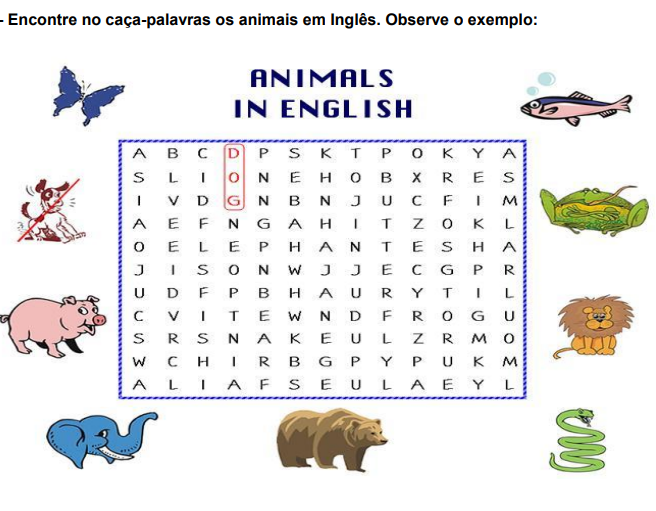 - Encontre no caça-palavras os animais em Inglês. Observe o exemplo:
ANIMALS
IN ENGLISH
A B C D P S K T P O K Y A
S L I O N E H O B X R E S
I V D G N B N J U C F I M
A E F N G A H I T Z O K L
O E L E P H A N T E S H A
J I S O N W J J E C G P R
U D F P B H A U R Y T I L
C V I T E W N D F R O G U
S R S N A K E U L Z R M O
W C H I R B G P Y P U K M
A L I A F S E U L A E Y L